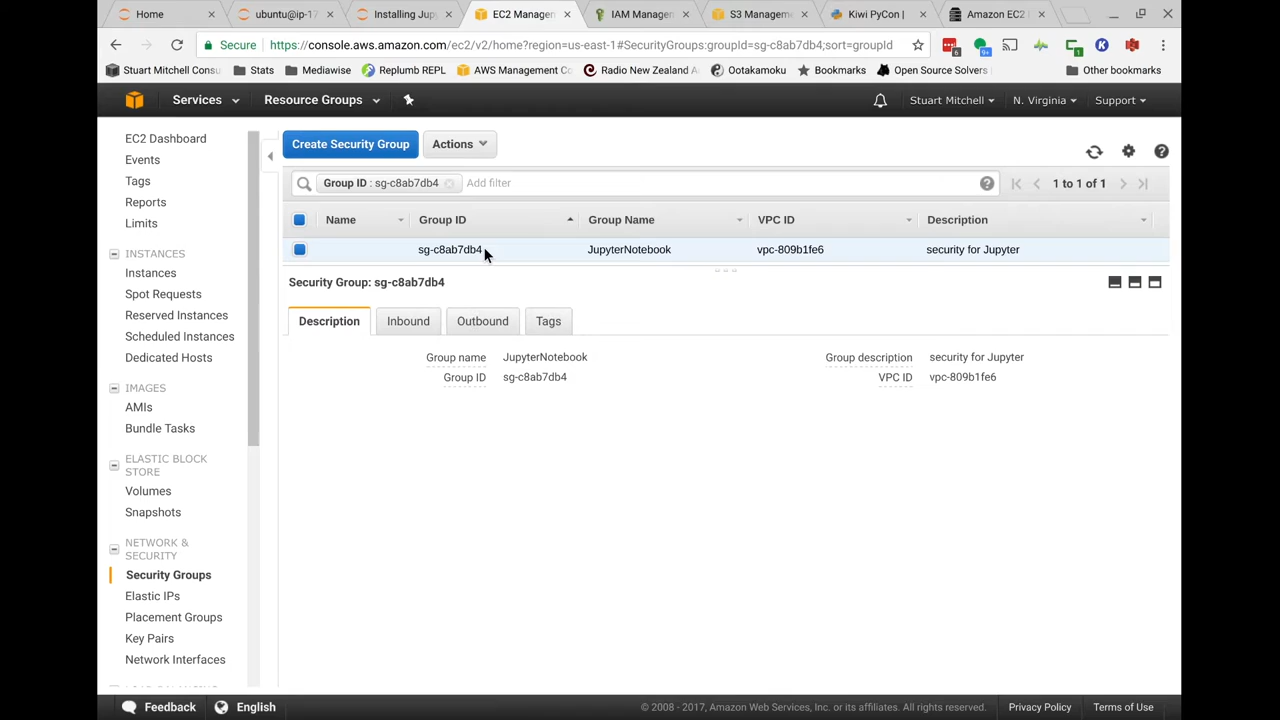 Home
ubuntu@ip-17
Installing Jup
EC2 Manage
IAM Manage
S3 Manageme
Kiwi PyCon |
Amazon EC2
Secure
https://console.aws.amazon.com/ec2/v2/home?region=us-east-1#SecurityGroups:groupId=sg-c8ab7db4;sort=groupId
6
9+
1
Stuart Mitchell Consu
Stats
Mediawise
Replumb REPL
AWS Management Co
Radio New Zealand A
Ootakamoku
Bookmarks
Open Source Solvers
Other bookmarks
Services
Resource Groups
Stuart Mitchell
N. Virginia
Support
EC2 Dashboard
Events
Tags
Reports
Limits
INSTANCES
Instances
Spot Requests
Reserved Instances
Scheduled Instances
Dedicated Hosts
IMAGES
AMIs
Bundle Tasks
ELASTIC BLOCK
STORE
Volumes
Snapshots
NETWORK &
SECURITY
Security Groups
Elastic IPs
Placement Groups
Key Pairs
Network Interfaces
Create Security Group
Actions
Group ID : sg-c8ab7db4
Add filter
1 to 1 of 1
Name
Group ID
Group Name
VPC ID
Description
sg-c8ab7db4
JupyterNotebook
vpc-809b1fe6
security for Jupyter
Security Group: sg-c8ab7db4
Description
Inbound
Outbound
Tags
Group name
JupyterNotebook
Group description
security for Jupyter
Group ID
sg-c8ab7db4
VPC ID
vpc-809b1fe6
Feedback
English
© 2008 - 2017, Amazon Web Services, Inc. or its affiliates. All rights reserved.
Privacy Policy
Terms of Use